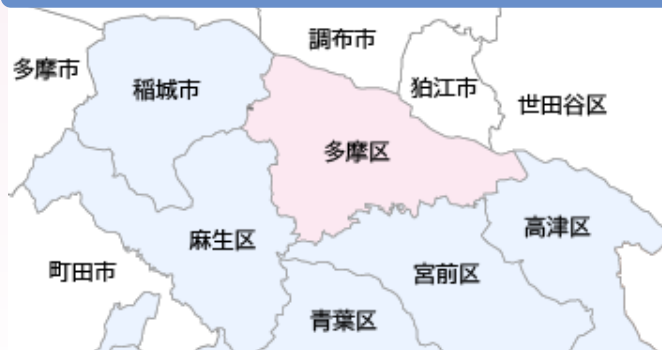 調布市
多摩市
稲城市
狛江市
世田谷区
多摩区
高津区
麻生区
町田市
宮前区
青葉区